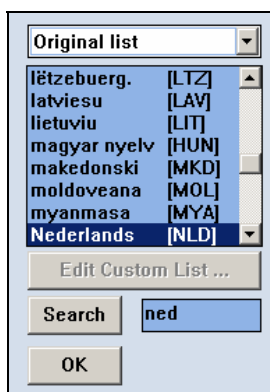 Original list
lëtzebuerg. [LTZ]
latviesu [LAV]
lietuviu [LIT]
magyar nyelv [HUN]
makedonski [MKD]
moldoveana [MOL]
myanmasa [MYA]
Nederlands [NLD]
Edit Custom List ...
Search ned
OK